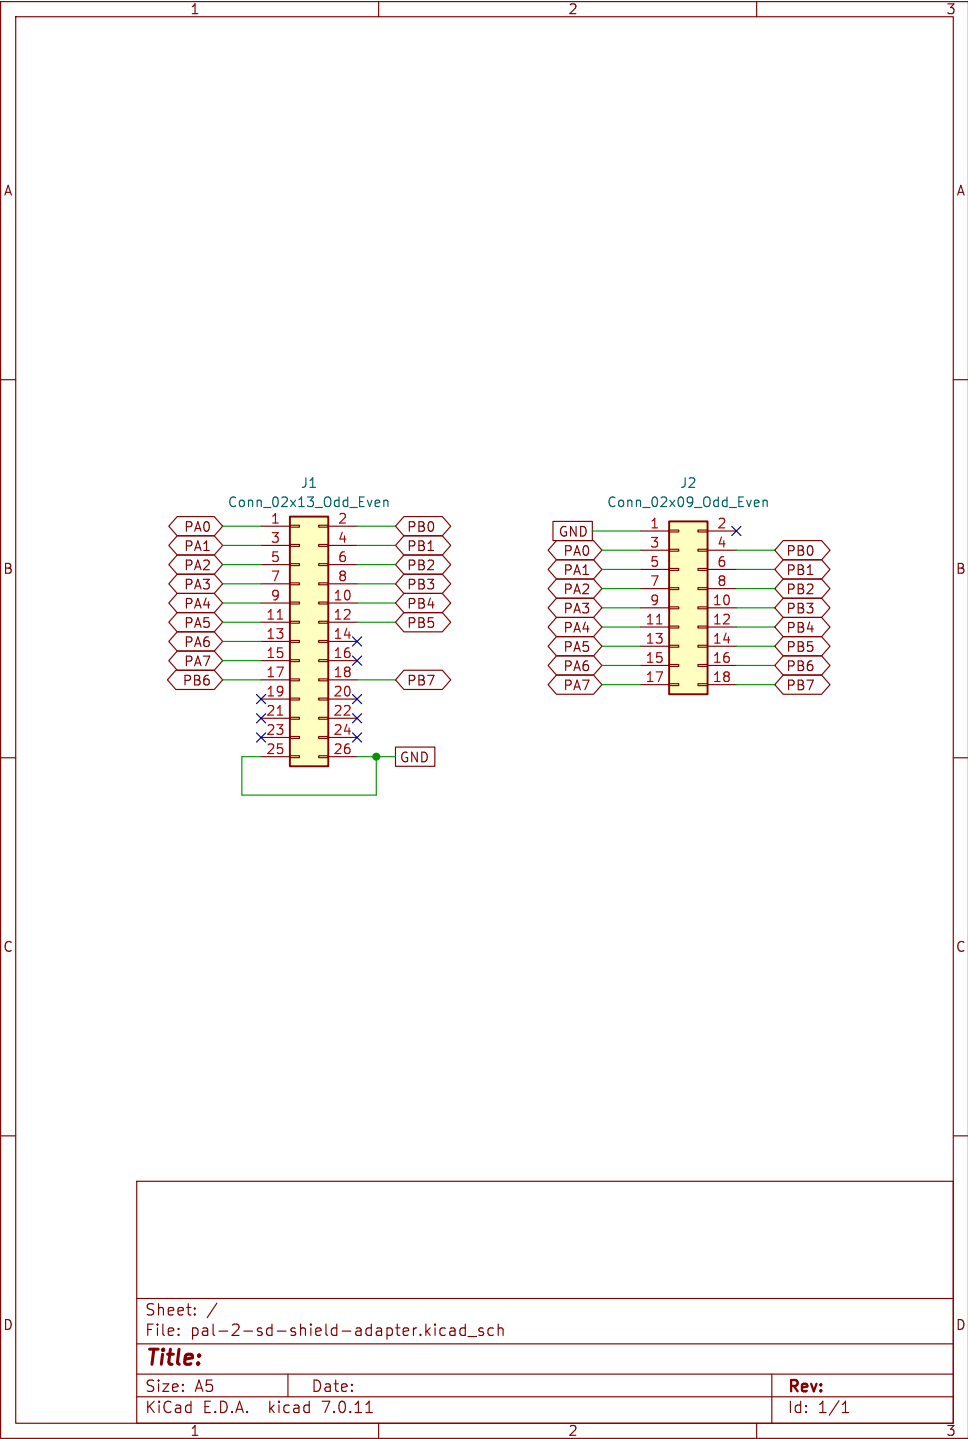 1 2 3
A A
J1 J2
Conn_02x13_Odd_Even Conn_02x09_Odd_Even
PA0 1 2 PB0 GND 1 2
PA1 3 4 PB1 PA0 3 4 PB0
B PA2 5 6 PB2 PA1 5 6 PB1 B
PA3 7 8 PB3 PA2 7 8 PB2
PA4 9 10 PB4 PA3 9 10 PB3
PA5 11 12 PB5 PA4 11 12 PB4
PA6 13 14 PA5 13 14 PB5
PA7 15 16 PA6 15 16 PB6
PB6 17 18 PB7 PA7 17 18 PB7
19 20
21 22
23 24
25 26 GND
C C
Sheet: /
D File: pal-2-sd-shield-adapter.kicad_sch D
Title:
Size: A5 Date: Rev:
KiCad E.D.A. kicad 7.0.11 Id: 1/1
1 2 3